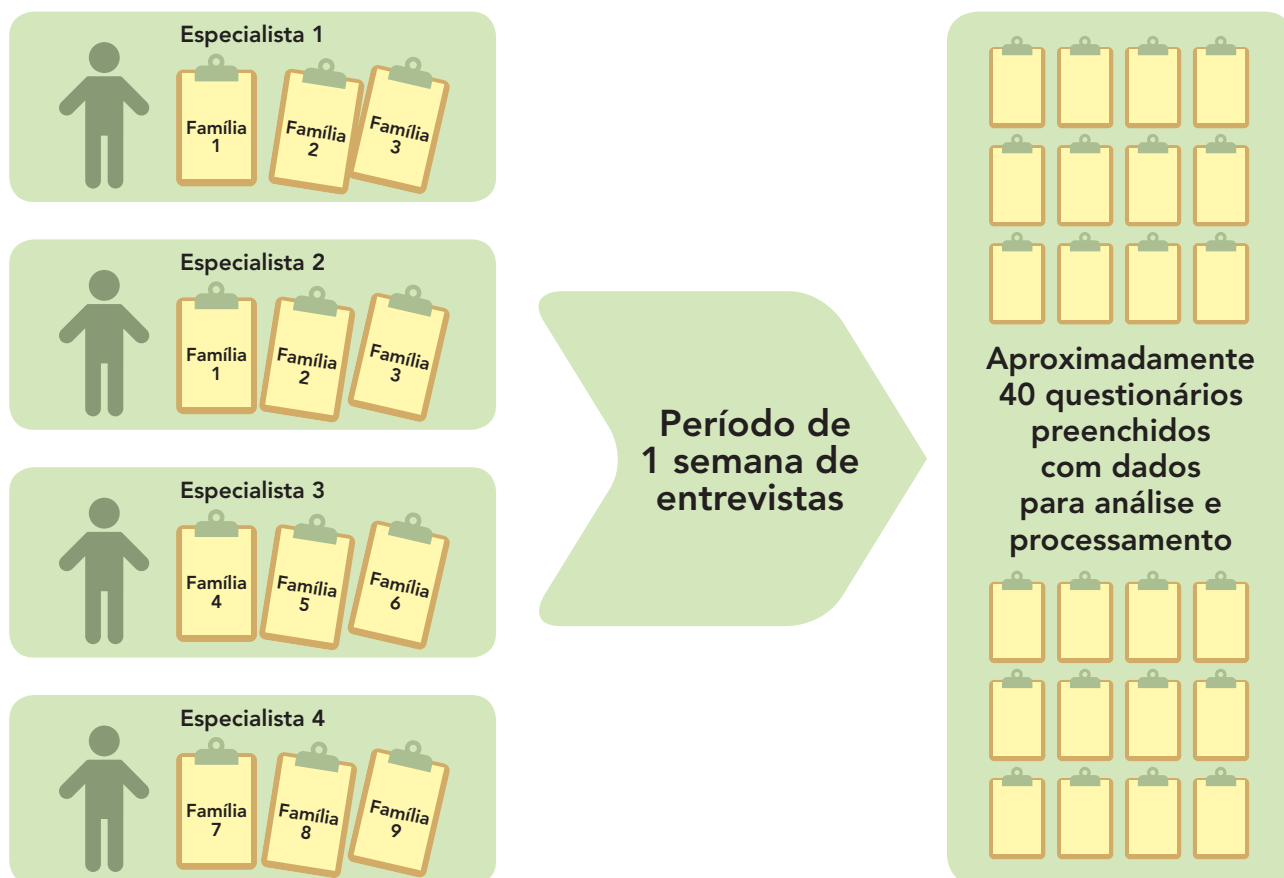 Especialista 1
Família
1
Família
2
Família
3
Especialista 2
Família
1
Família
2
Família
3
Especialista 3
Família
4
Família
5
Família
6
Especialista 4
Família
7
Família
8
Família
9
Período de
1 semana de
entrevistas
Aproximadamente
40 questionários
preenchidos
com dados
para análise e
processamento